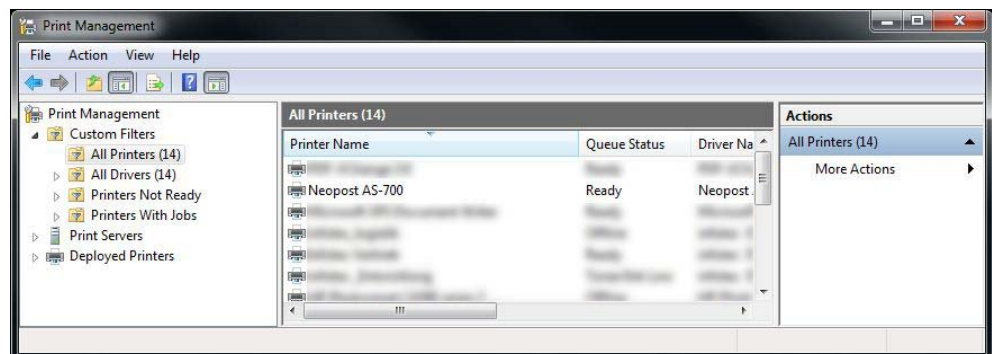 Print Management
File Action View Help
Print Management
Custom Filters
All Printers (14)
All Drivers (14)
Printers Not Ready
Printers With Jobs
Print Servers
Deployed Printers
All Printers (14)
Printer Name Queue Status Driver Na
Neopost AS-700 Ready Neopost
Actions
All Printers (14)
More Actions